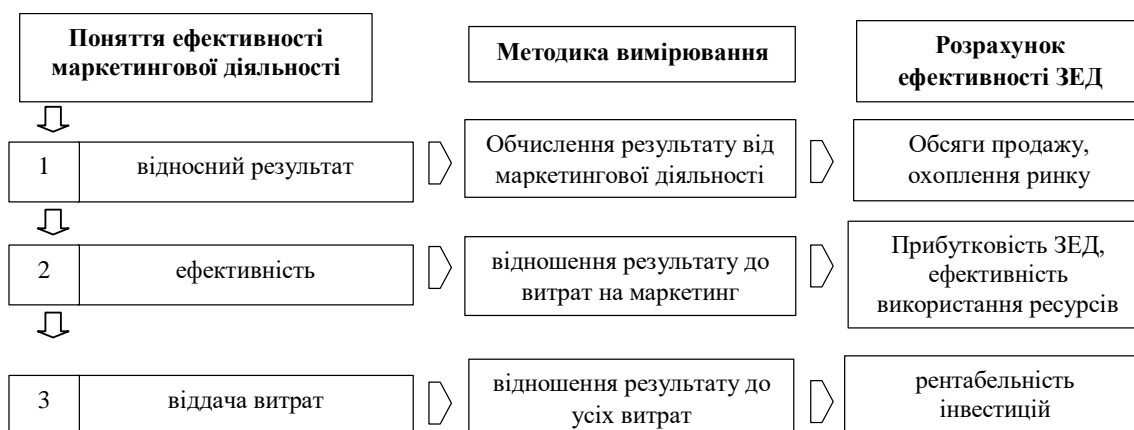 Поняття ефективності
маркетингової діяльності
Методика вимірювання
Розрахунок
ефективності ЗЕД
1
відносний результат
Обчислення результату від
маркетингової діяльності
Обсяги продажу,
охоплення ринку
2
ефективність
відношення результату до
витрат на маркетинг
Прибутковість ЗЕД,
ефективність
використання ресурсів
3
віддача витрат
відношення результату до
усіх витрат
рентабельність
інвестицій